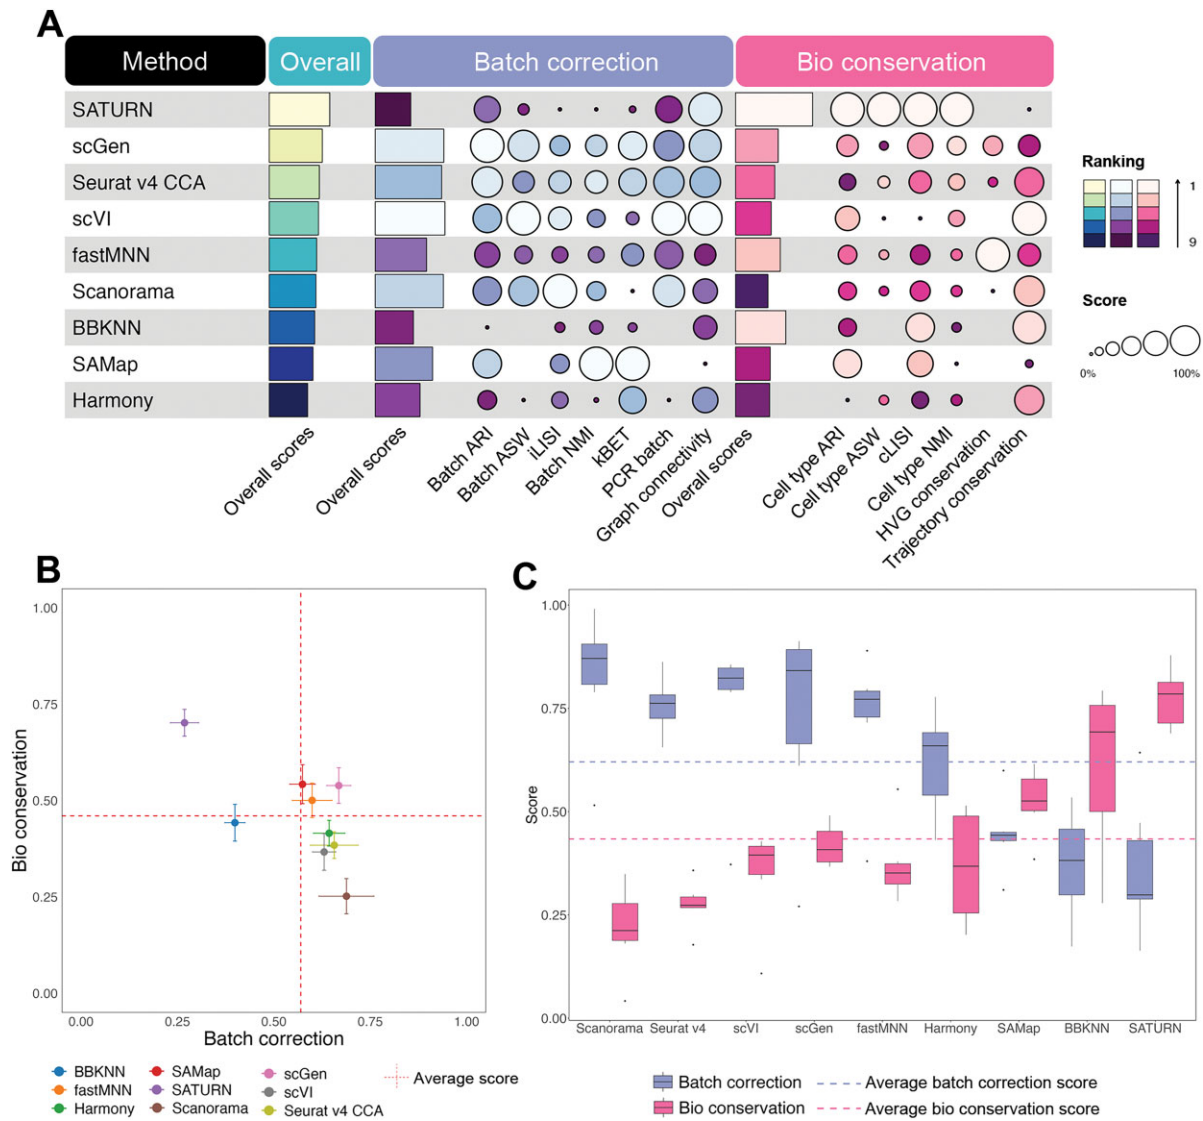 A
Method
Overall
Batch correction
Bio conservation
SATURN
scGen
Seurat v4 CCA
scVI
fastMNN
Scanorama
BBKNN
SAMap
Harmony
Overall scores
Overall scores
Batch ARI
Batch ASW
iLISI
Batch NMI
kBET
PCR batch
Graph connectivity
Overall scores
Cell type ARI
Cell type ASW
cLISI
Cell type NMI
HVG conservation
Trajectory conservation
Ranking
1
9
Score
0%
100%
B
Bio conservation
1.00
0.75
0.50
0.25
0.00
0.00
0.25
0.50
0.75
1.00
Batch correction
BBKNN
fastMNN
Harmony
SAMap
SATURN
Scanorama
scGen
scVI
Seurat v4 CCA
Average score
C
Score
1.00
0.75
0.50
0.25
0.00
Scanorama
Seurat v4
scVI
scGen
fastMNN
Harmony
SAMap
BBKNN
SATURN
Batch correction
Bio conservation
Average batch correction score
Average bio conservation score